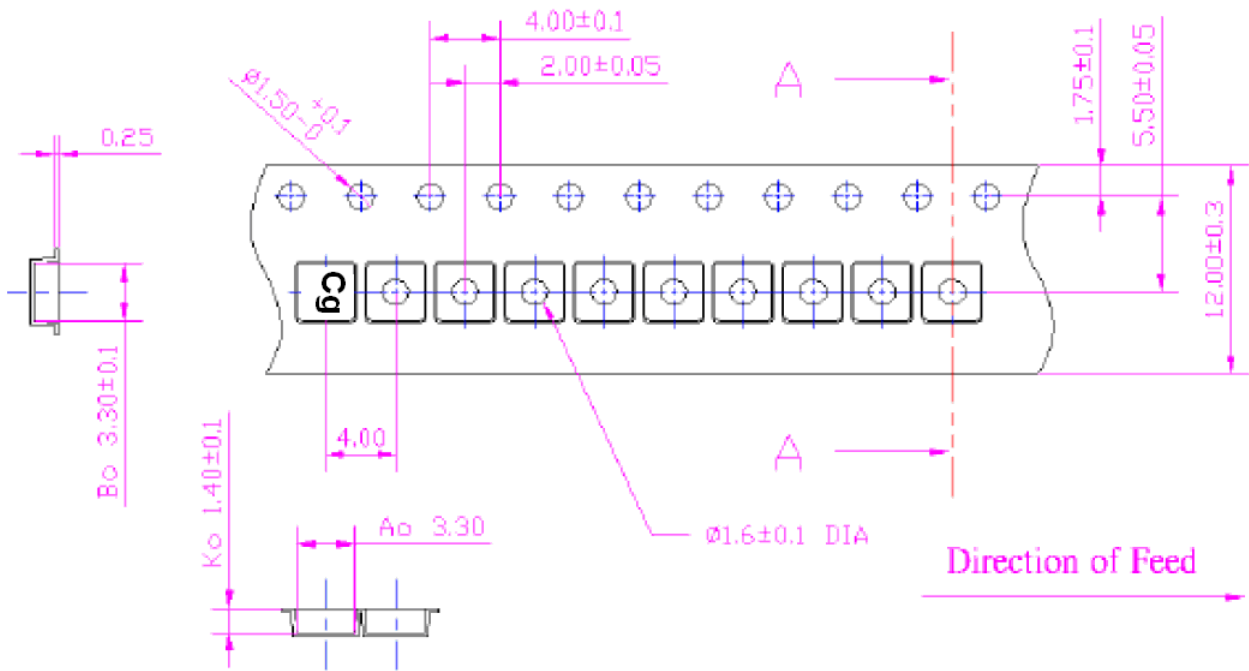 4.00±0.1
2.00±0.05
Ø1.50 +0.1 -0
A
1.75±0.1
5.50±0.05
0.25
12.00±0.3
Cg
Bo 3.30±0.1
4.00
A
Ko 1.40±0.1
Ao 3.30
Ø1.6±0.1 DIA
Direction of Feed